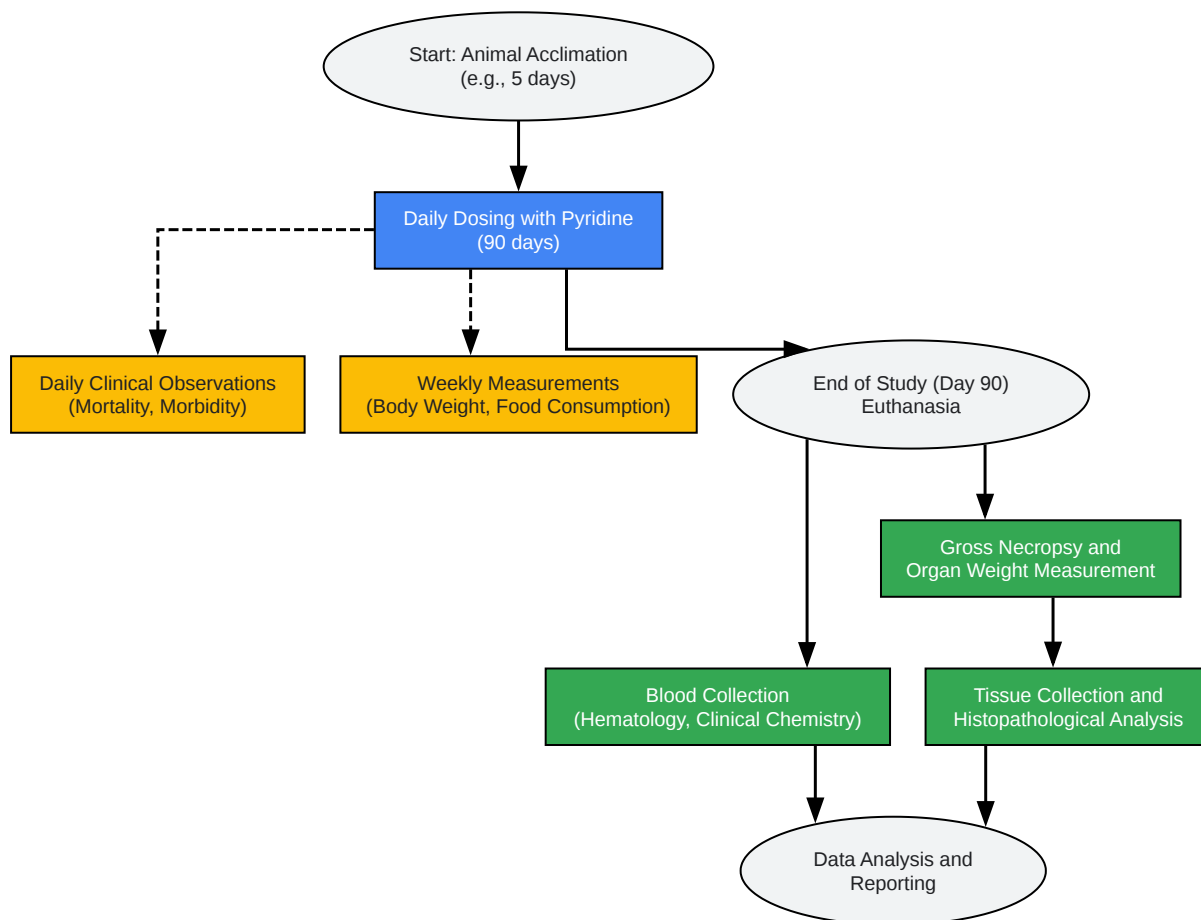 Start: Animal Acclimation
(e.g., 5 days)
Daily Dosing with Pyridine
(90 days)
Daily Clinical Observations
(Mortality, Morbidity)
Weekly Measurements
(Body Weight, Food Consumption)
End of Study (Day 90)
Euthanasia
Gross Necropsy and
Organ Weight Measurement
Blood Collection
(Hematology, Clinical Chemistry)
Tissue Collection and
Histopathological Analysis
Data Analysis and
Reporting